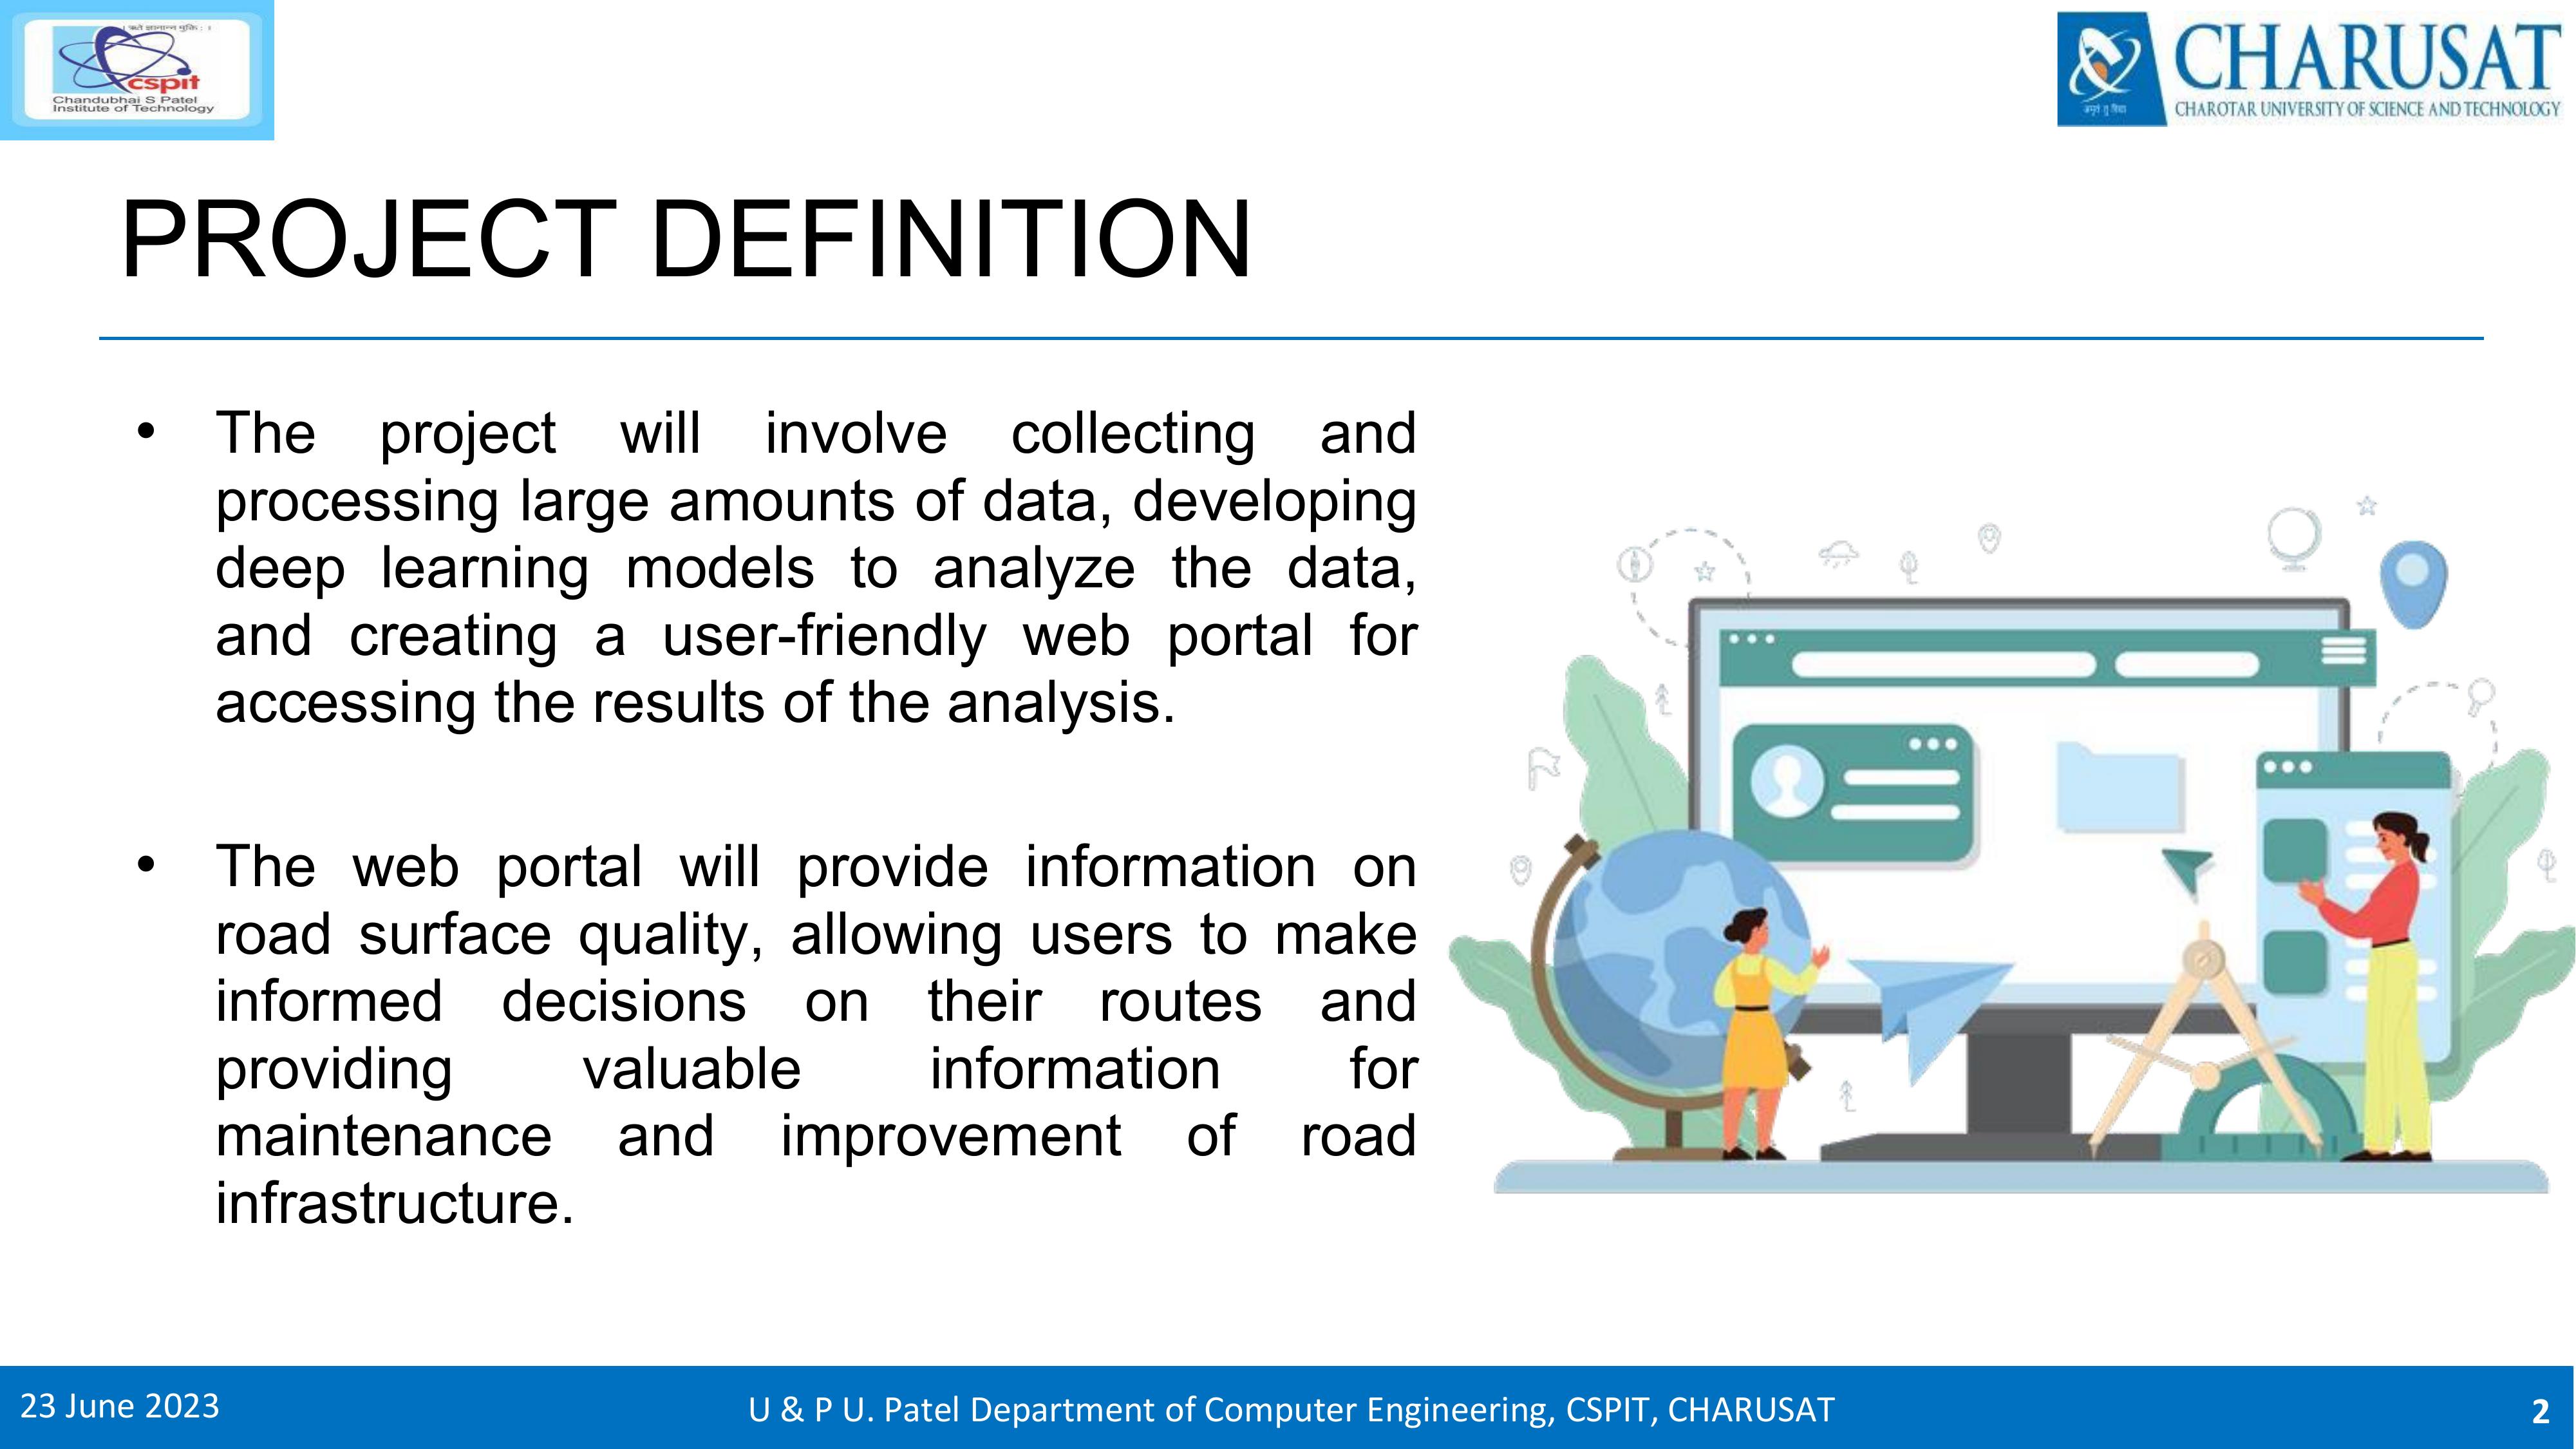 cspit
Chandubhai S Patel
Institute of Technology
CHARUSAT
CHAROTAR UNIVERSITY OF SCIENCE AND TECHNOLOGY
PROJECT DEFINITION
• The project will involve collecting and
processing large amounts of data, developing
deep learning models to analyze the data,
and creating a user-friendly web portal for
accessing the results of the analysis.
• The web portal will provide information on
road surface quality, allowing users to make
informed decisions on their routes and
providing valuable information for
maintenance and improvement of road
infrastructure.
23 June 2023
U & P U. Patel Department of Computer Engineering, CSPIT, CHARUSAT
2